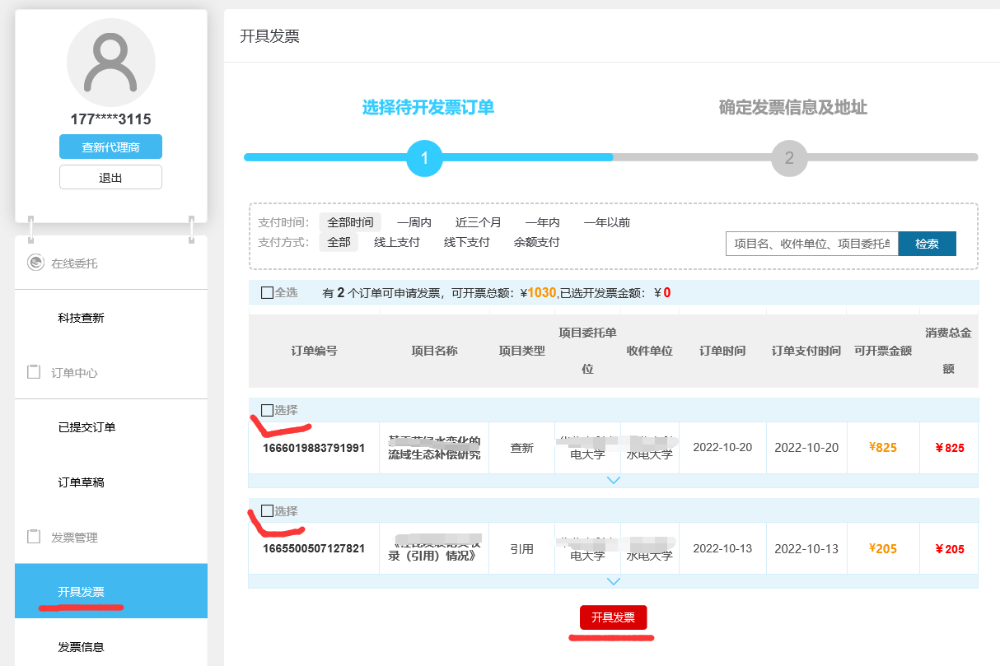 177****3115
查新代理商
退出
在线委托
科技查新
订单中心
已提交订单
订单草稿
发票管理
开具发票
发票信息
开具发票
选择待开发票订单
确定发票信息及地址
1
2
支付时间： 全部时间 一周内 近三个月 一年内 一年以前
支付方式： 全部 线上支付 线下支付 余额支付
项目名、收件单位、项目委托单
检索
全选 有 2 个订单可申请发票，可开票总额：¥1030,已选开发票金额：￥0
订单编号 项目名称 项目类型 项目委托单位 收件单位 订单时间 订单支付时间 可开票金额 消费总金额
选择
1666019883791991
流域生态补偿研究
查新
电大学
水电大学
2022-10-20
2022-10-20
¥825
￥825
选择
1665500507127821
录（引用）情况》
引用
电大学
水电大学
2022-10-13
2022-10-13
¥205
￥205
开具发票